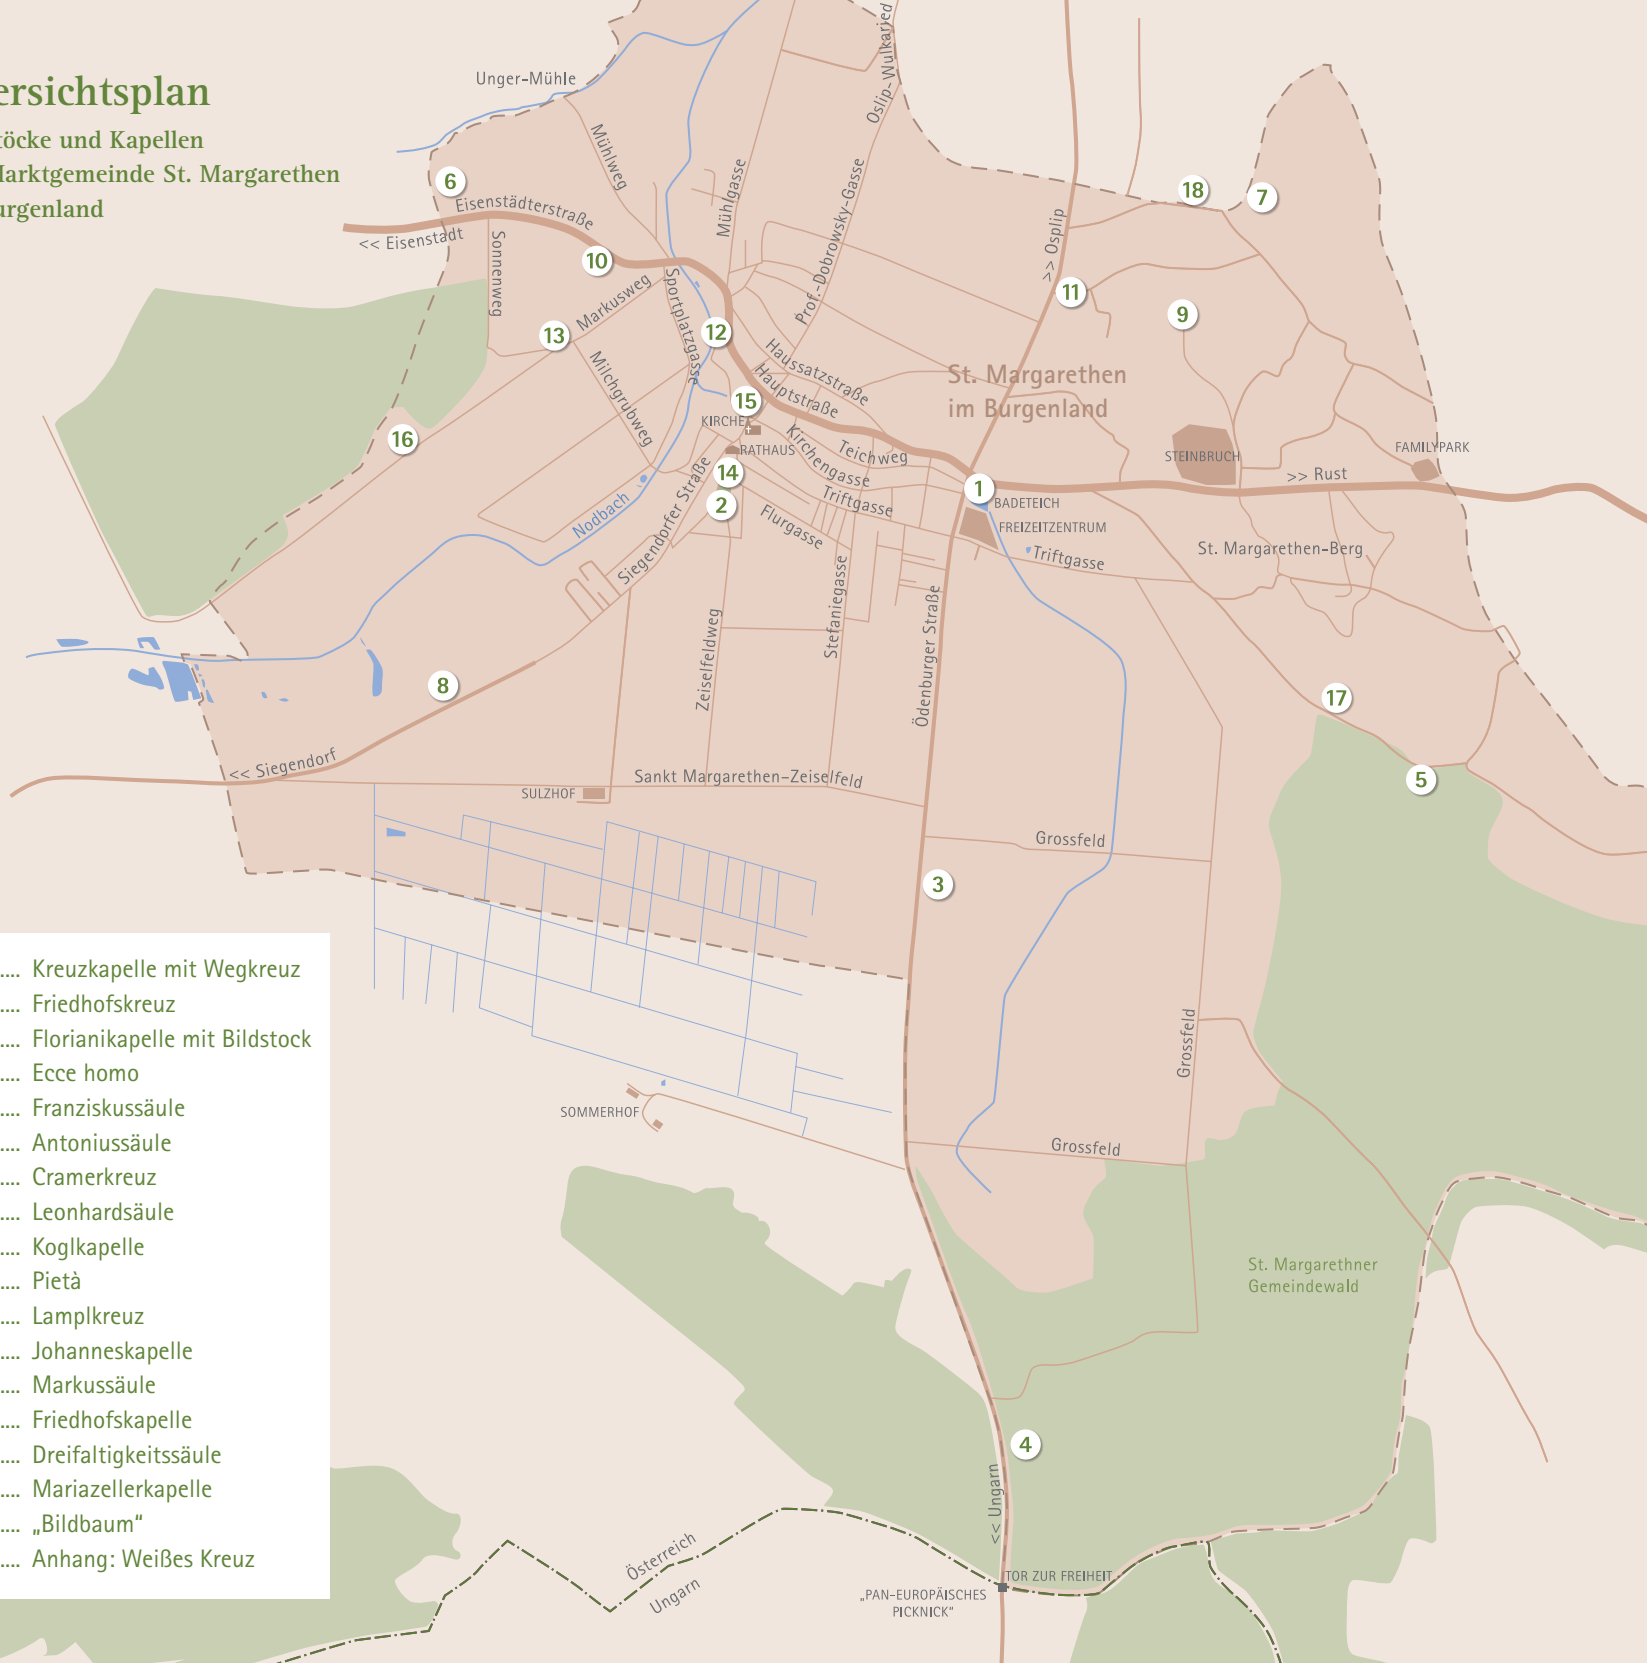 ersichtsplan
töcke und Kapellen
Marktgemeinde St. Margarethen
urgenland
Unger-Mühle
Mühlweg
Mühlgasse
Oslip-Wulkaried
Prof.-Dobrowsky-Gasse
6
Eisenstädterstraße
<< Eisenstadt
Sonnenweg
10
Markusweg
Sportplatzgasse
13
12
Milchgrubweg
Haussatzstraße
Hauptstraße
>> Osplip
18
7
11
9
St. Margarethen
im Burgenland
15
KIRCHE
RATHAUS
16
14
2
Kirchengasse
Teichweg
Triftgasse
Flurgasse
Nodbach
Siegendorfer Straße
1
BADETEICH
FREIZEITZENTRUM
Triftgasse
STEINBRUCH
FAMILYPARK
>> Rust
St. Margarethen-Berg
Stefaniegasse
Zeiselfeldweg
Ödenburger Straße
8
17
5
<< Siegendorf
Sankt Margarethen-Zeiselfeld
SULZHOF
Grossfeld
3
Grossfeld
SOMMERHOF
Grossfeld
St. Margarethner
Gemeindewald
4
<< Ungarn
Österreich
Ungarn
TOR ZUR FREIHEIT
„PAN-EUROPÄISCHES
PICKNICK“
.... Kreuzkapelle mit Wegkreuz
.... Friedhofskreuz
.... Florianikapelle mit Bildstock
.... Ecce homo
.... Franziskussäule
.... Antoniussäule
.... Cramerkreuz
.... Leonhardsäule
.... Koglkapelle
.... Pietà
.... Lamplkreuz
.... Johanneskapelle
.... Markussäule
.... Friedhofskapelle
.... Dreifaltigkeitssäule
.... Mariazellerkapelle
.... „Bildbaum“
.... Anhang: Weißes Kreuz